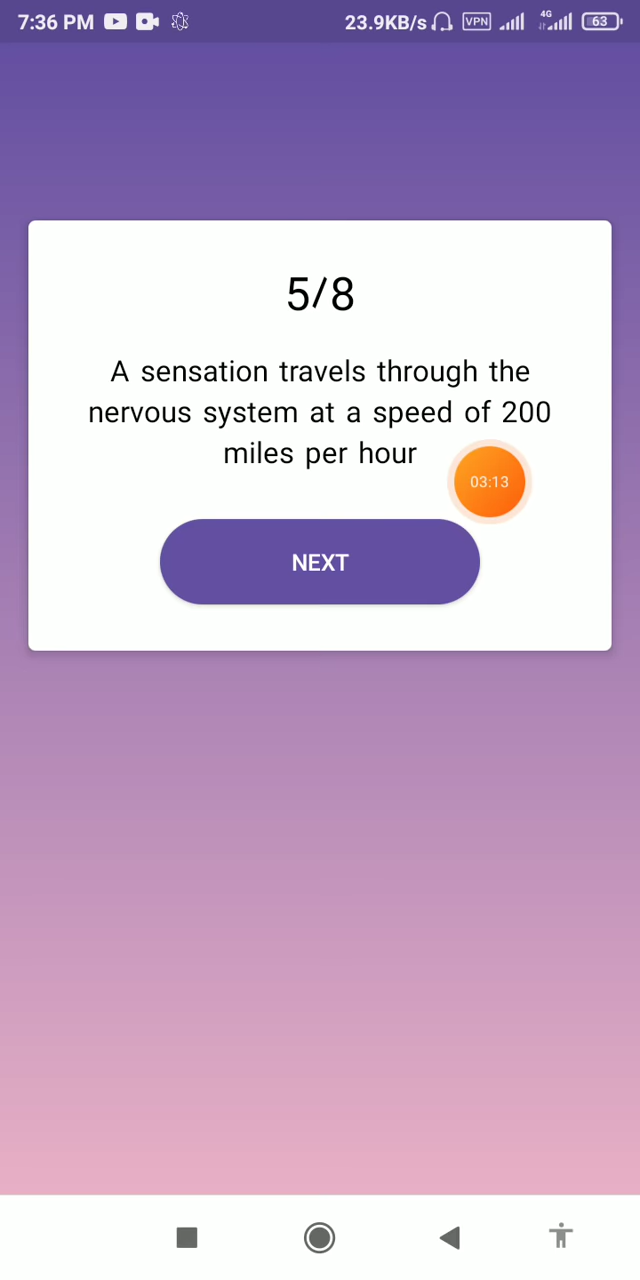 7:36 PM 23.9KB/s VPN 4G 63
5/8
A sensation travels through the
nervous system at a speed of 200
miles per hour
03:13
NEXT